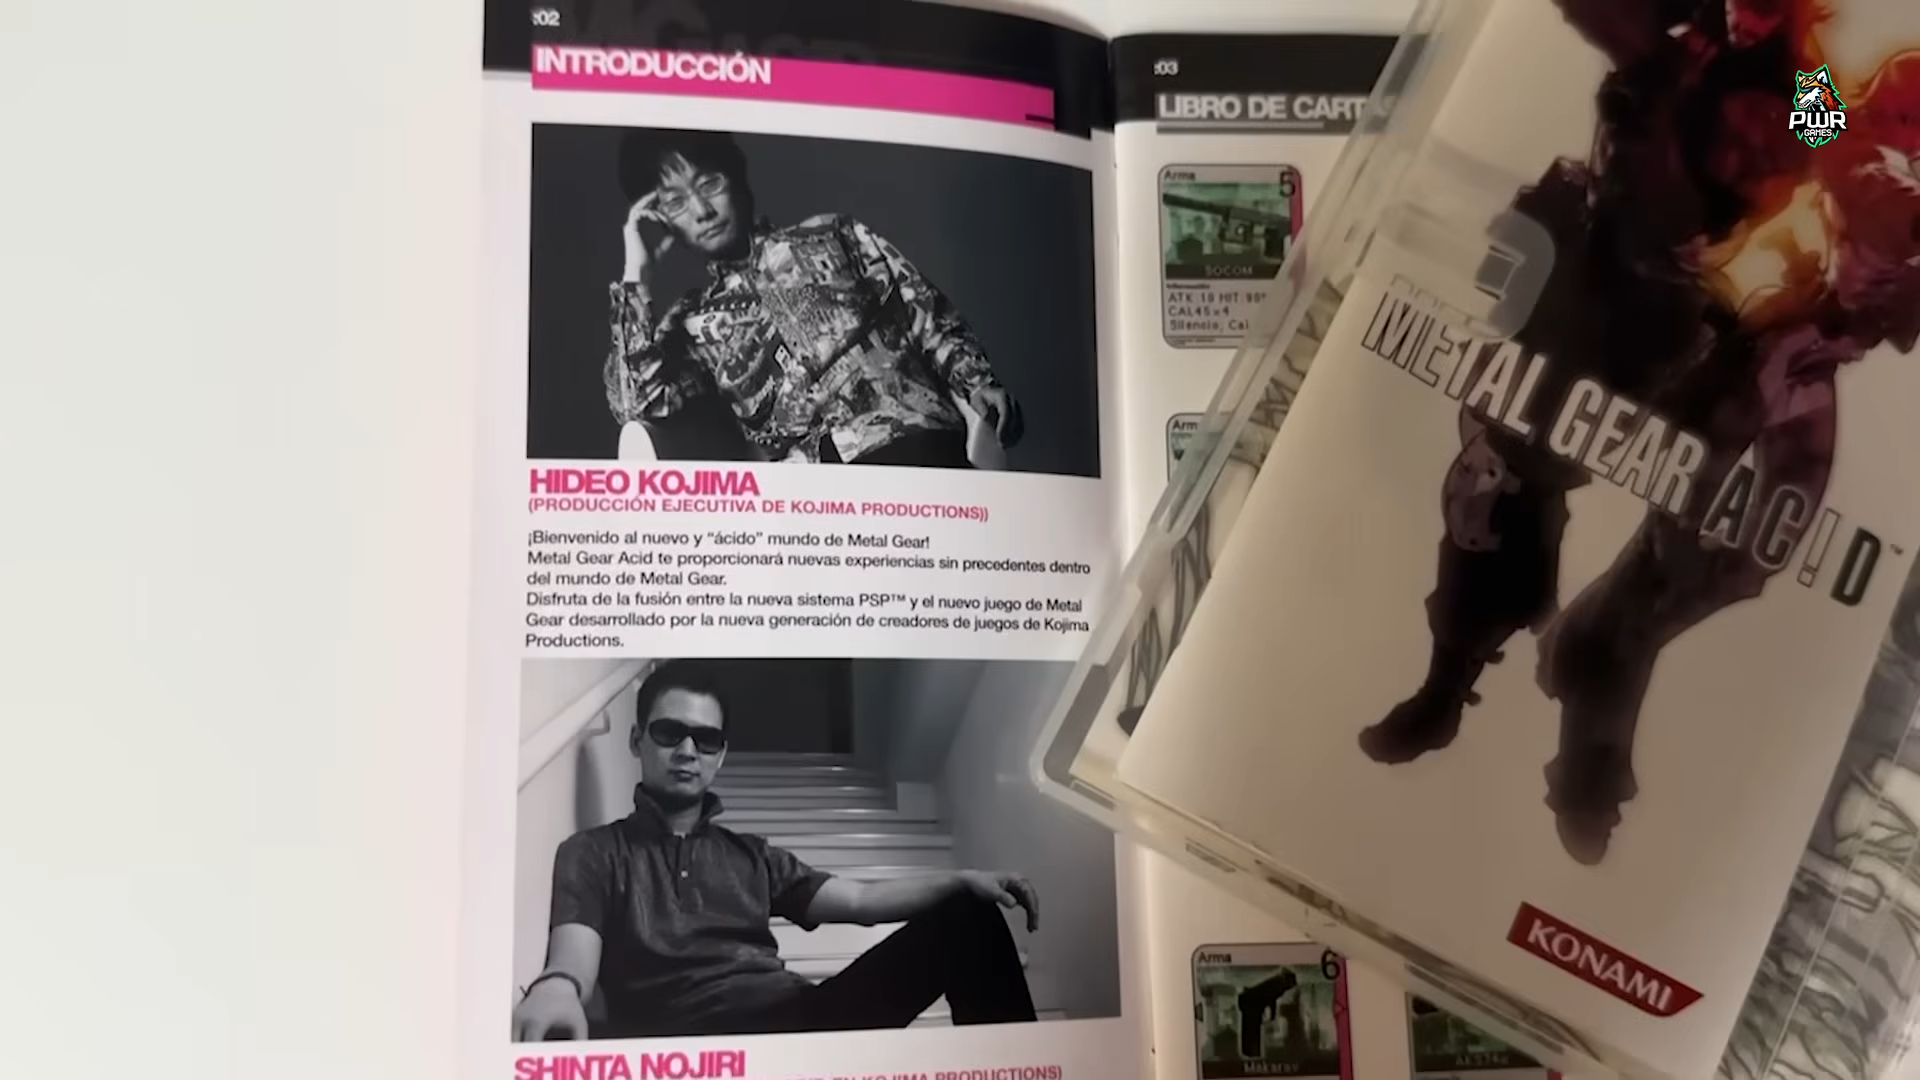 :02
INTRODUCCIÓN
HIDEO KOJIMA
(PRODUCCIÓN EJECUTIVA DE KOJIMA PRODUCTIONS))
¡Bienvenido al nuevo y “ácido” mundo de Metal Gear!
Metal Gear Acid te proporcionará nuevas experiencias sin precedentes dentro
del mundo de Metal Gear.
Disfruta de la fusión entre la nueva sistema PSP™ y el nuevo juego de Metal
Gear desarrollado por la nueva generación de creadores de juegos de Kojima
Productions.
SHINTA NOJIRI
KOJIMA PRODUCTIONS)
:03
LIBRO DE CARTAS
Arma 5
SOCOM
ATK:10 HIT:90°
CAL45x4
Silencio; Cal
Arm
Arma 6
Makarov
METAL GEAR AC!D™
KONAMI
PWR
GAMES